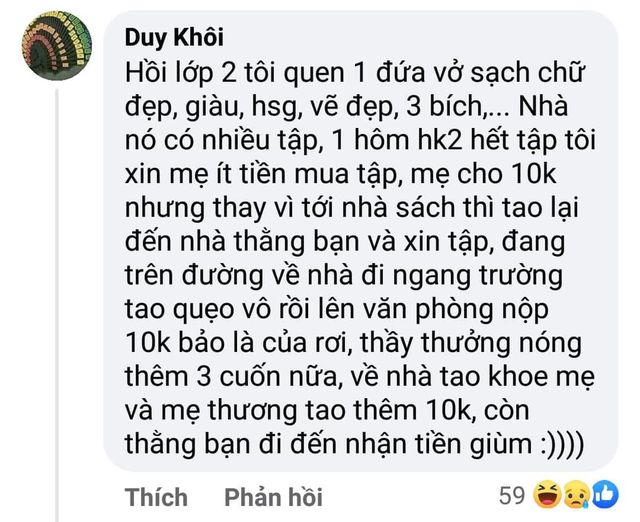 Duy Khôi
Hồi lớp 2 tôi quen 1 đứa vở sạch chữ
đẹp, giàu, hsg, vẽ đẹp, 3 bích,... Nhà
nó có nhiều tập, 1 hôm hk2 hết tập tôi
xin mẹ ít tiền mua tập, mẹ cho 10k
nhưng thay vì tới nhà sách thì tao lại
đến nhà thằng bạn và xin tập, đang
trên đường về nhà đi ngang trường
tao quẹo vô rồi lên văn phòng nộp
10k bảo là của rơi, thầy thưởng nóng
thêm 3 cuốn nữa, về nhà tao khoe mẹ
và mẹ thương tao thêm 10k, còn
thằng bạn đi đến nhận tiền giùm :))))
Thích Phản hồi 59